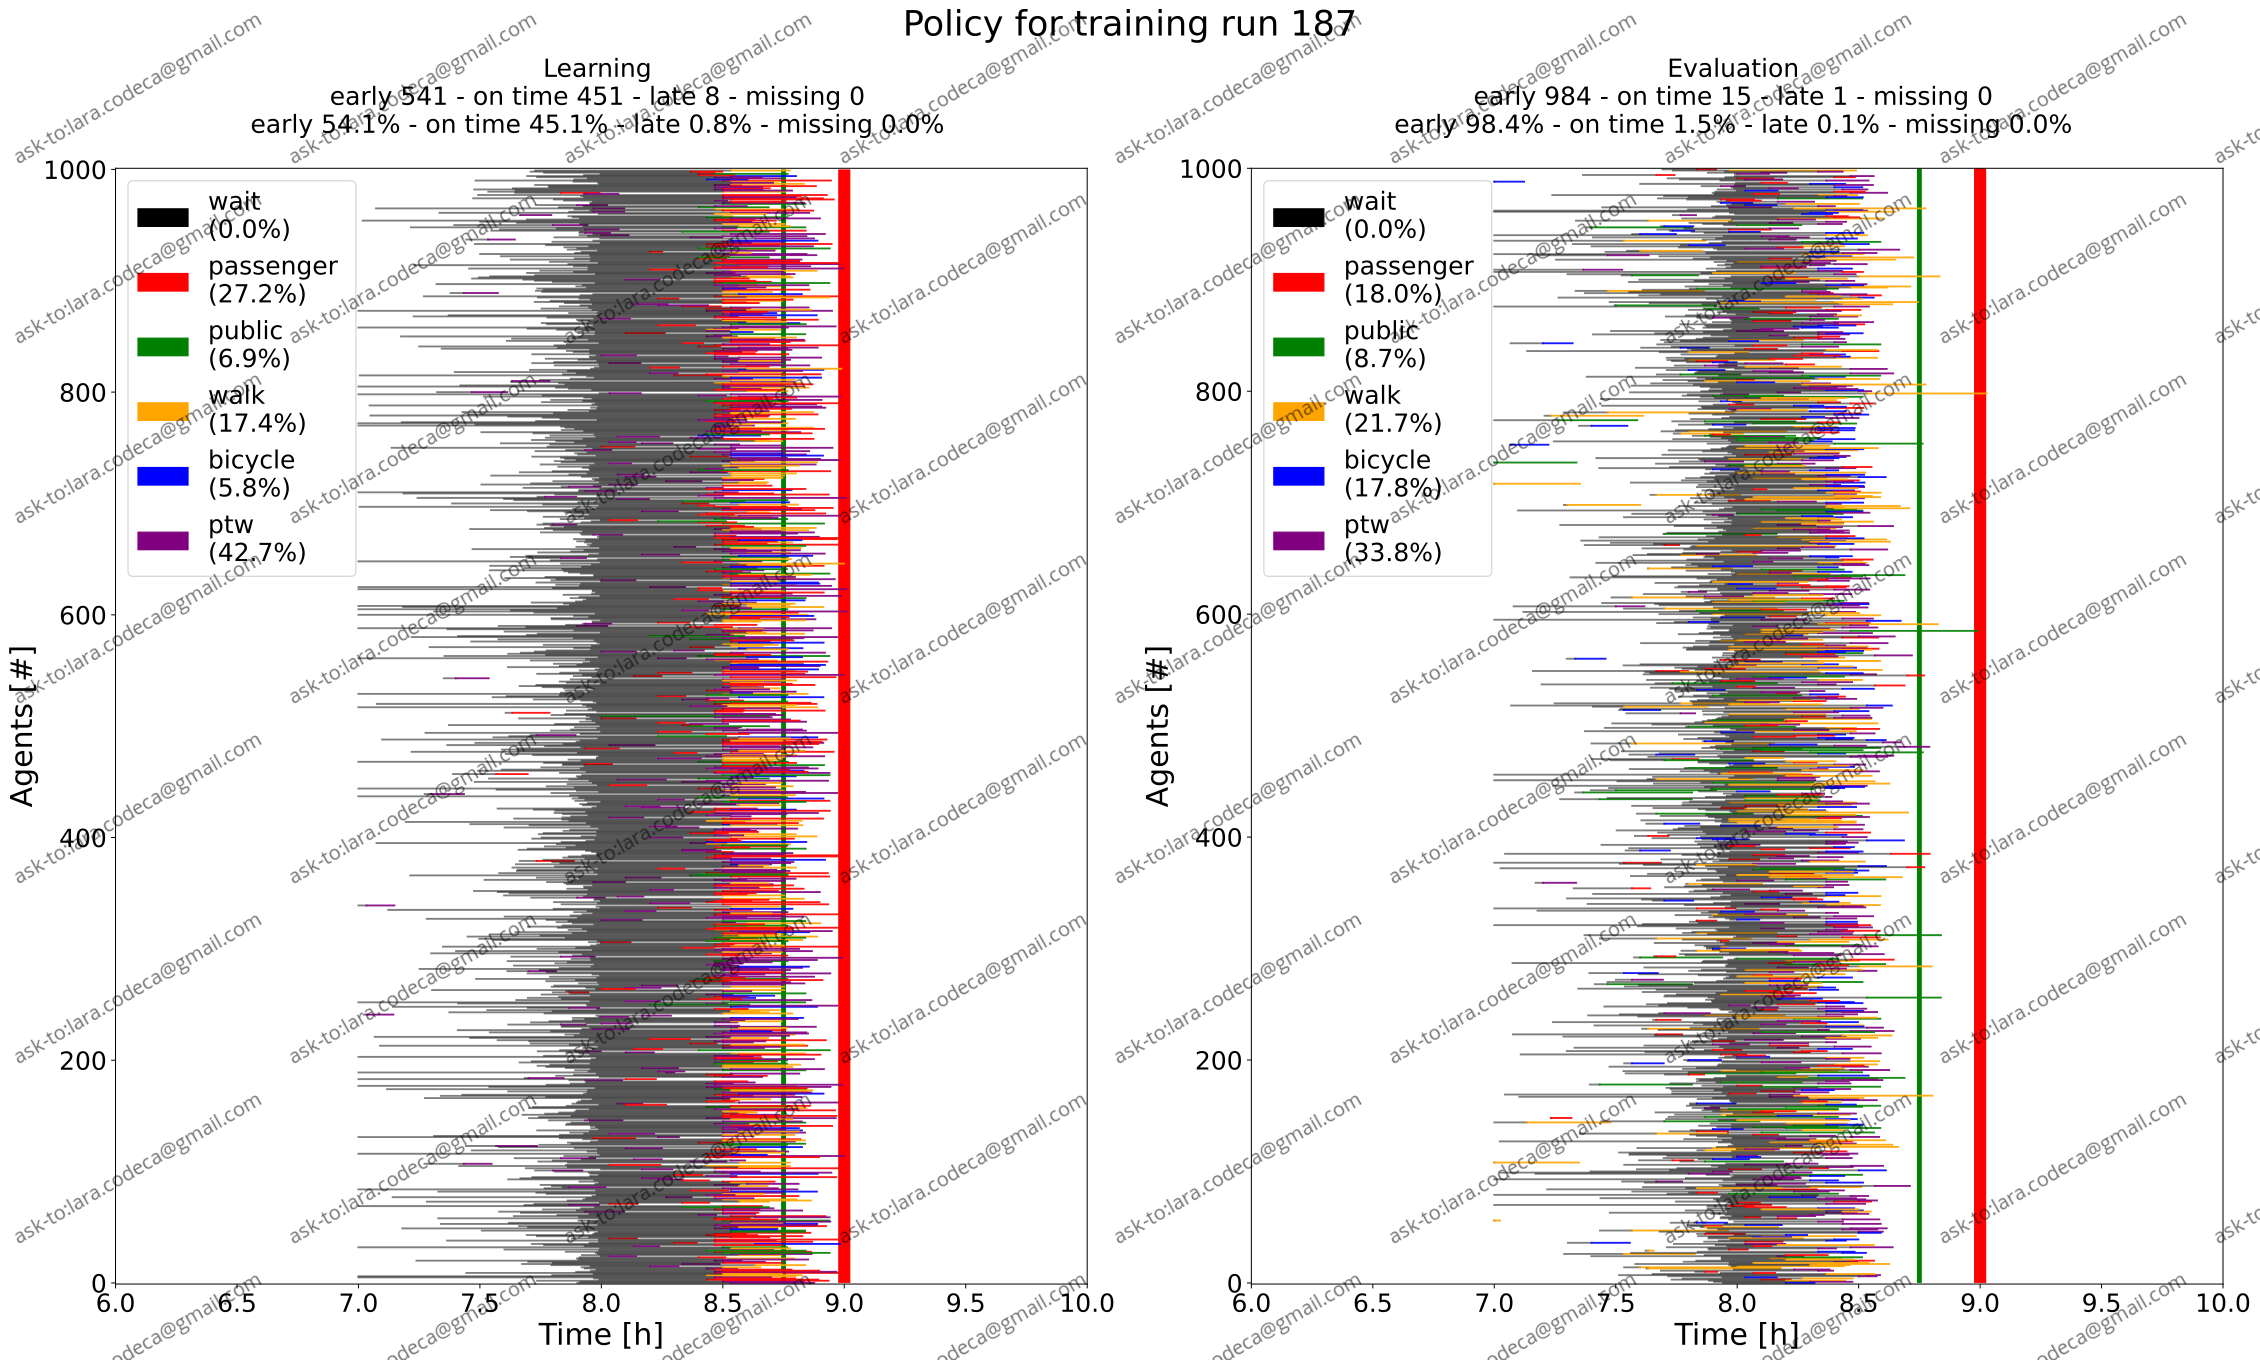 Policy for training run 187
Learning
early 541 - on time 451 - late 8 - missing 0
early 54.1% - on time 45.1% - late 0.8% - missing 0.0%
1000
800
600
400
200
0
Agents [#]
wait
(0.0%)
passenger
(27.2%)
public
(6.9%)
walk
(17.4%)
bicycle
(5.8%)
ptw
(42.7%)
6.0 6.5 7.0 7.5 8.0 8.5 9.0 9.5 10.0
Time [h]
Evaluation
early 984 - on time 15 - late 1 - missing 0
early 98.4% - on time 1.5% - late 0.1% - missing 0.0%
1000
800
600
400
200
0
Agents [#]
wait
(0.0%)
passenger
(18.0%)
public
(8.7%)
walk
(21.7%)
bicycle
(17.8%)
ptw
(33.8%)
6.0 6.5 7.0 7.5 8.0 8.5 9.0 9.5 10.0
Time [h]
ask-to:lara.codeca@gmail.com